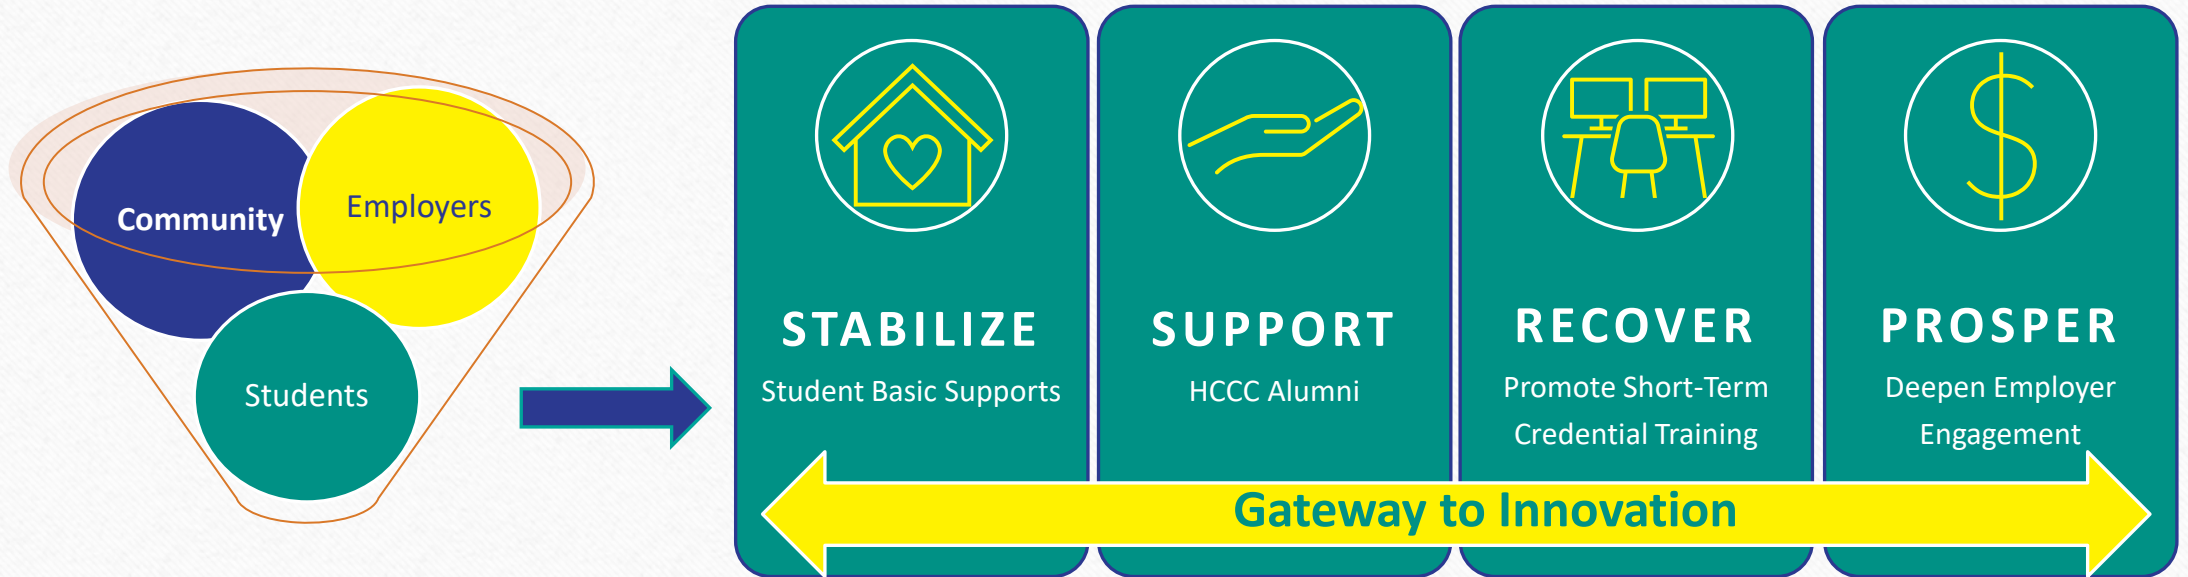 Community
Employers
Students
STABILIZE
Student Basic Supports
SUPPORT
HCCC Alumni
RECOVER
Promote Short-Term
Credential Training
PROSPER
Deepen Employer
Engagement
Gateway to Innovation